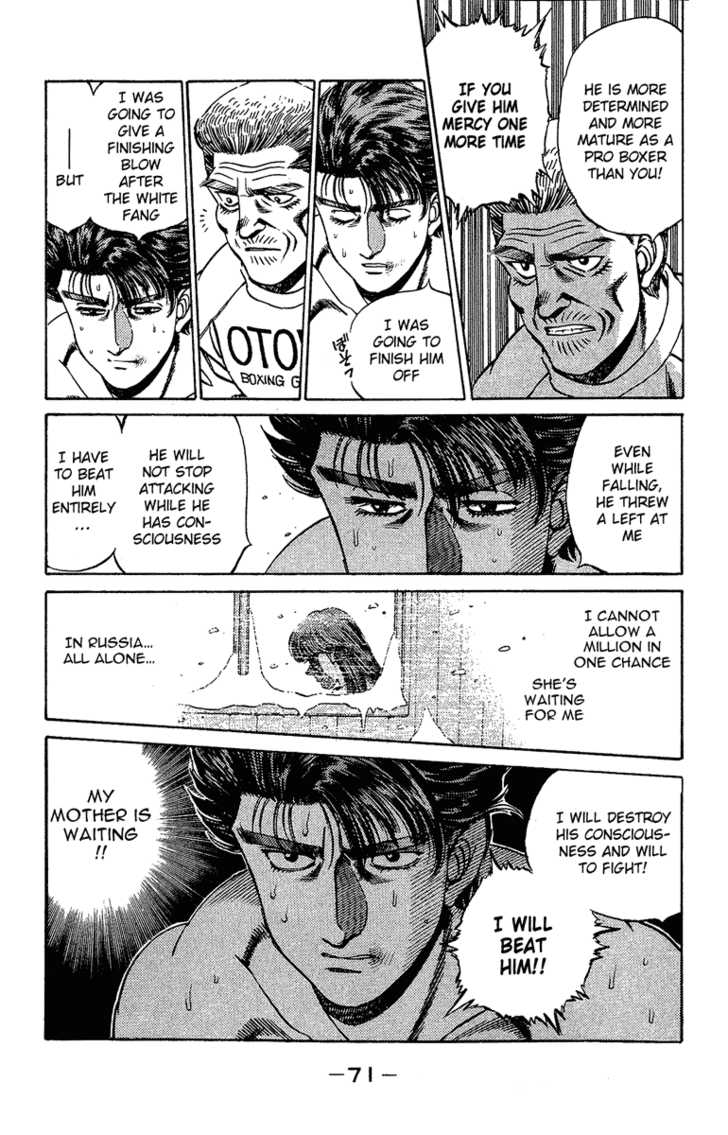 HE IS MORE
DETERMINED
AND MORE
MATURE AS A
PRO BOXER
THAN YOU!
IF YOU
GIVE HIM
MERCY ONE
MORE TIME
I WAS
GOING TO
FINISH HIM
OFF
ぼそっ
OTO
BOXING G
I WAS
GOING TO
GIVE A
FINISHING
BLOW
AFTER
THE WHITE
FANG
—
BUT
EVEN
WHILE
FALLING,
HE THREW
A LEFT AT
ME
HE WILL
NOT STOP
ATTACKING
WHILE HE
HAS CON-
SCIOUSNESS
I HAVE
TO BEAT
HIM
ENTIRELY
...
I CANNOT
ALLOW A
MILLION IN
ONE CHANCE
SHE'S
WAITING
FOR ME
IN RUSSIA...
ALL ALONE...
I WILL DESTROY
HIS CONSCIOUS-
NESS AND WILL
TO FIGHT!
I WILL
BEAT
HIM!!
MY
MOTHER IS
WAITING
!!
—71—